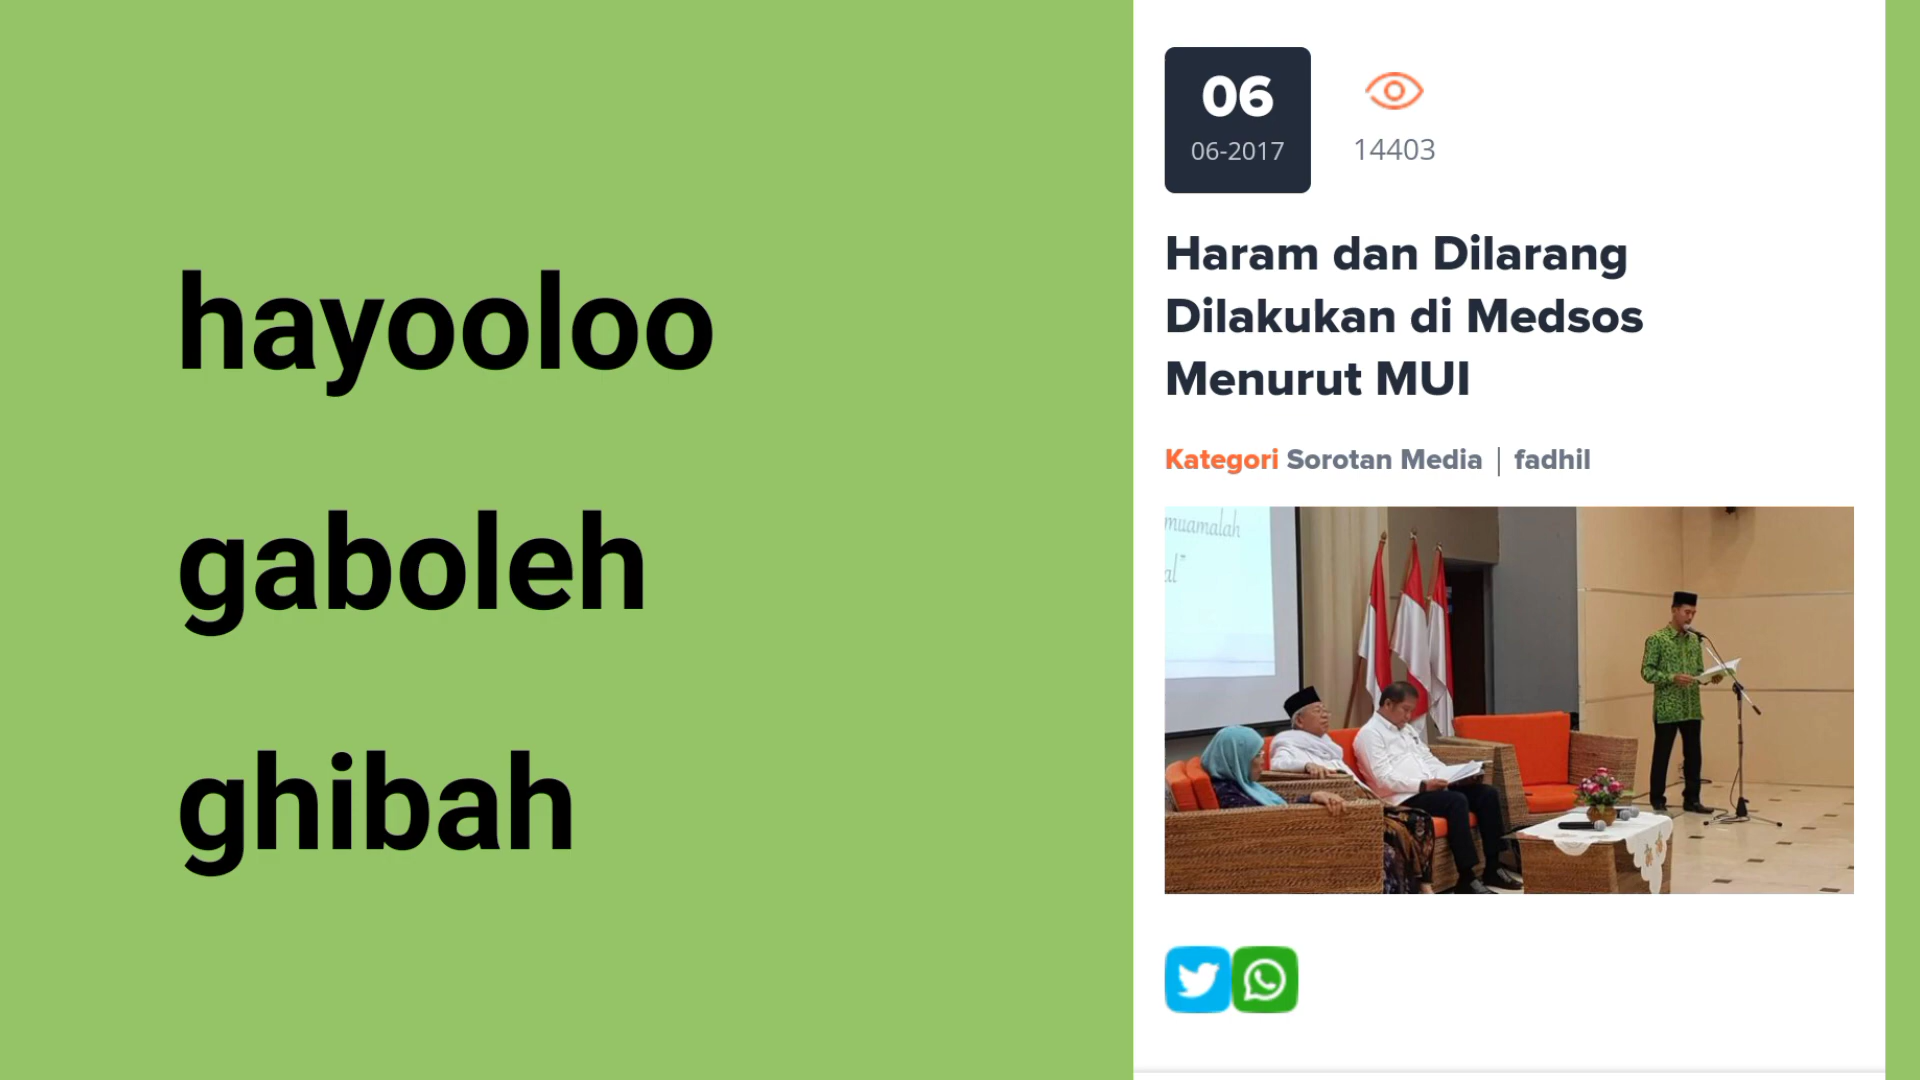 hayooloo
gaboleh
ghibah
06
06-2017
14403
Haram dan Dilarang
Dilakukan di Medsos
Menurut MUI
Kategori Sorotan Media | fadhil
muamalah
al"